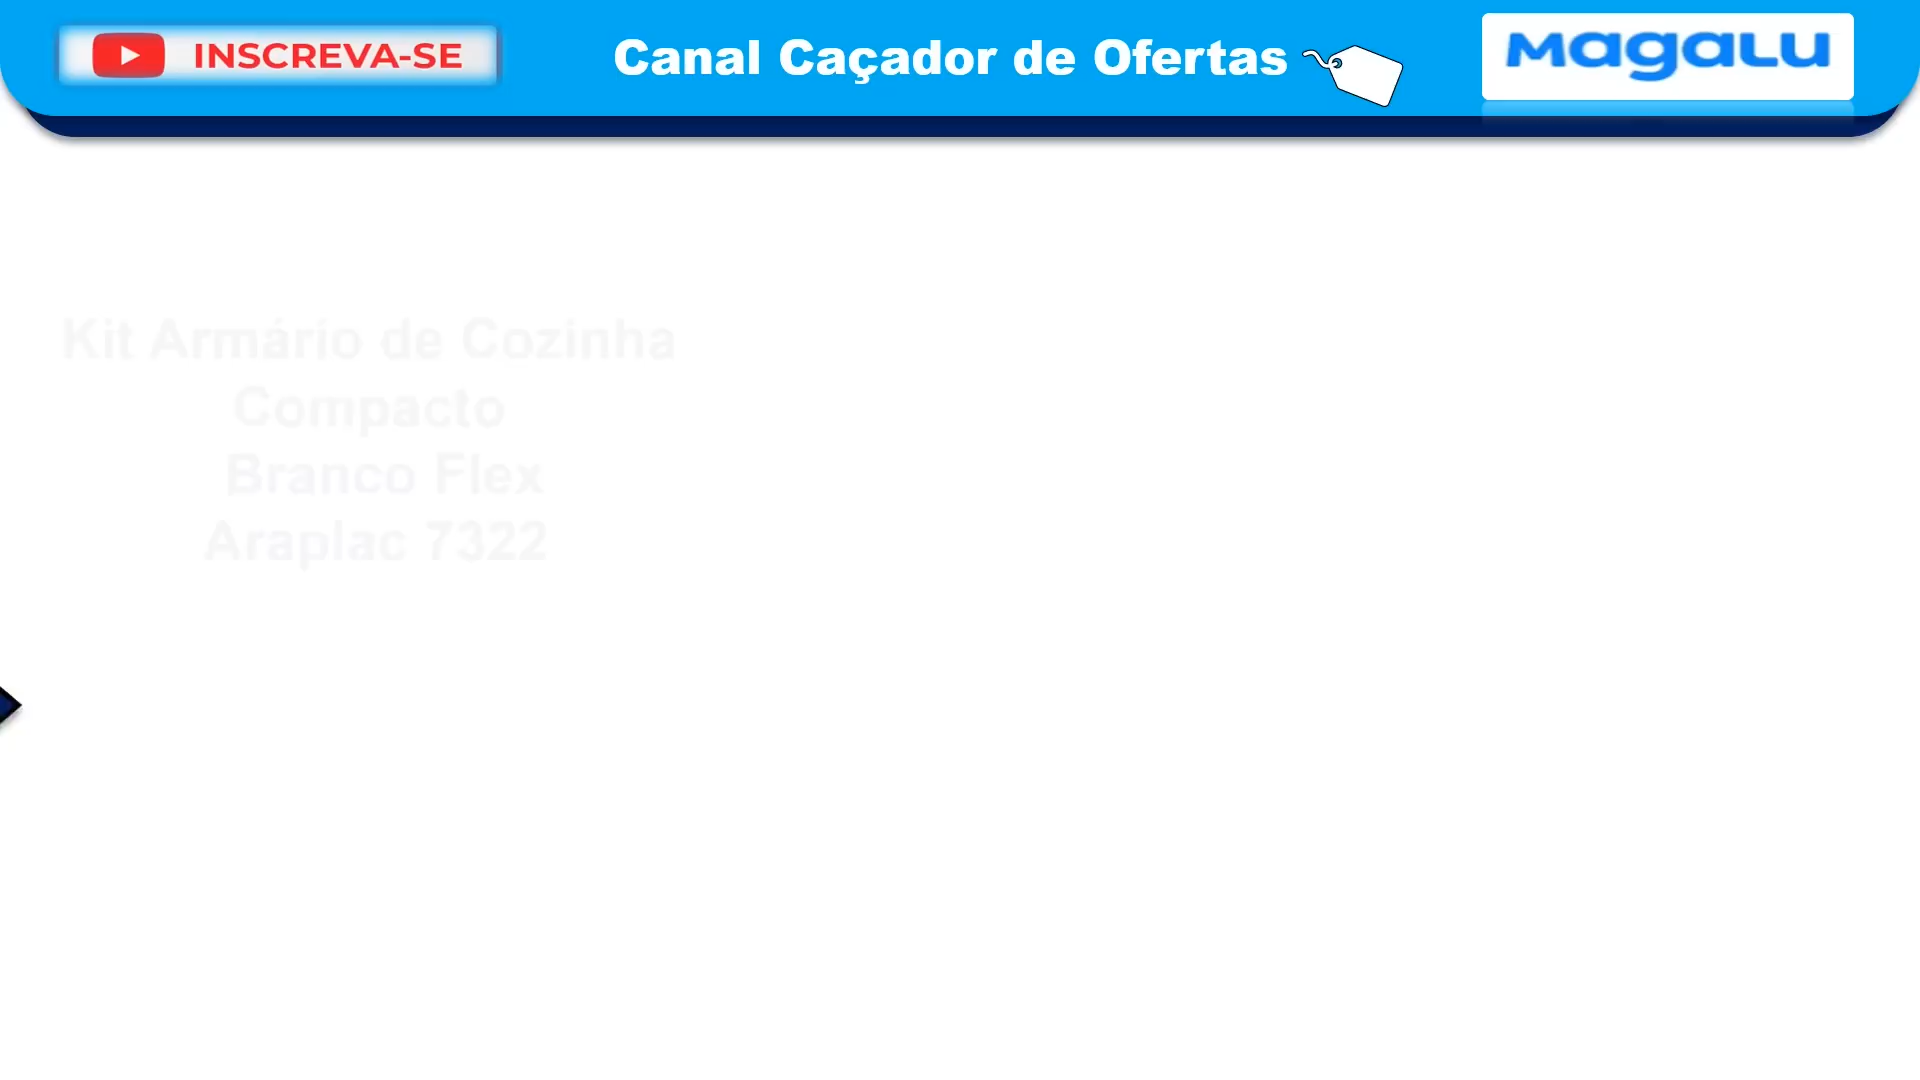 INSCREVA-SE
Canal Caçador de Ofertas
Magalu
Kit Armário de Cozinha
Compacto
Branco Flex
Araplac 7322